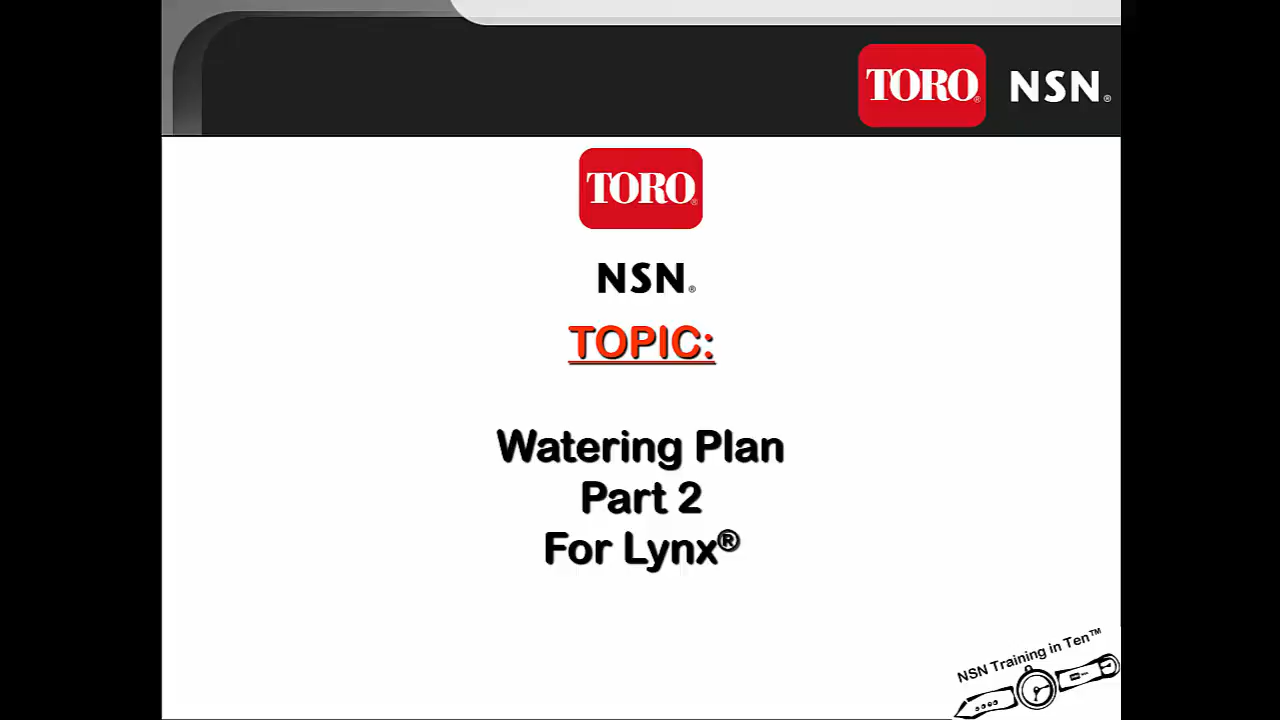 TORO® NSN®
TORO®
NSN®
TOPIC:
Watering Plan
Part 2
For Lynx®
NSN Training in Ten™